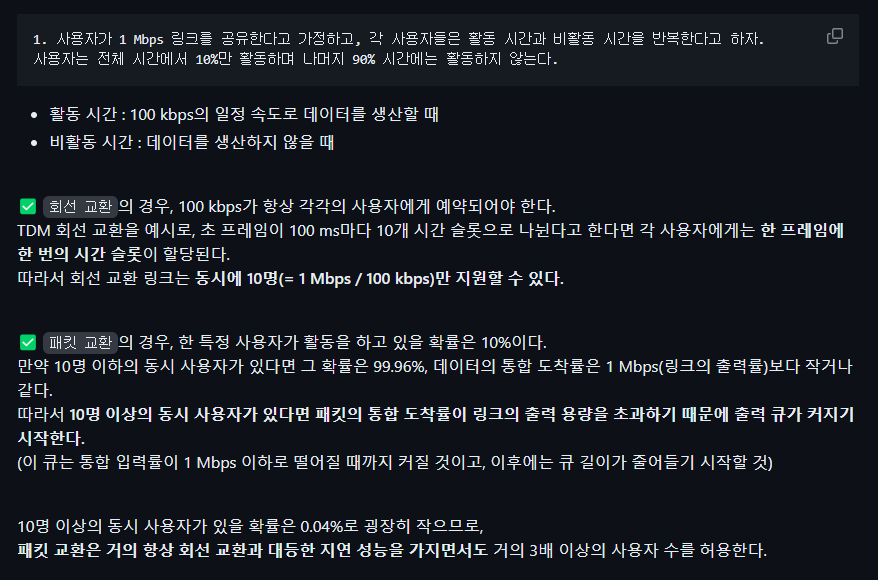 1. 사용자가 1 Mbps 링크를 공유한다고 가정하고, 각 사용자들은 활동 시간과 비활동 시간을 반복한다고 하자.
사용자는 전체 시간에서 10%만 활동하며 나머지 90% 시간에는 활동하지 않는다.
• 활동 시간 : 100 kbps의 일정 속도로 데이터를 생산할 때
• 비활동 시간 : 데이터를 생산하지 않을 때
✅ 회선 교환의 경우, 100 kbps가 항상 각각의 사용자에게 예약되어야 한다.
TDM 회선 교환을 예시로, 초 프레임이 100 ms마다 10개 시간 슬롯으로 나뉜다고 한다면 각 사용자에게는 한 프레임에
한 번의 시간 슬롯이 할당된다.
따라서 회선 교환 링크는 동시에 10명(= 1 Mbps / 100 kbps)만 지원할 수 있다.
✅ 패킷 교환의 경우, 한 특정 사용자가 활동을 하고 있을 확률은 10%이다.
만약 10명 이하의 동시 사용자가 있다면 그 확률은 99.96%, 데이터의 통합 도착률은 1 Mbps(링크의 출력률)보다 작거나
같다.
따라서 10명 이상의 동시 사용자가 있다면 패킷의 통합 도착률이 링크의 출력 용량을 초과하기 때문에 출력 큐가 커지기
시작한다.
(이 큐는 통합 입력률이 1 Mbps 이하로 떨어질 때까지 커질 것이고, 이후에는 큐 길이가 줄어들기 시작할 것)
10명 이상의 동시 사용자가 있을 확률은 0.04%로 굉장히 작으므로,
패킷 교환은 거의 항상 회선 교환과 대등한 지연 성능을 가지면서도 거의 3배 이상의 사용자 수를 허용한다.